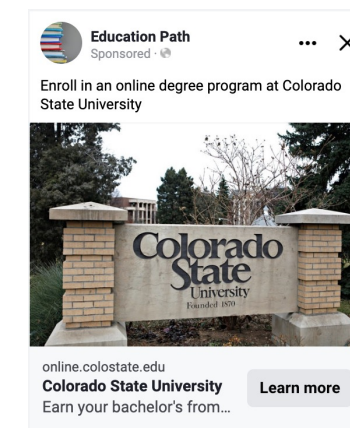 Education Path
Sponsored ·
Enroll in an online degree program at Colorado
State University
Colorado
State
University
Founded 1870
online.colostate.edu
Colorado State University
Earn your bachelor's from...
Learn more